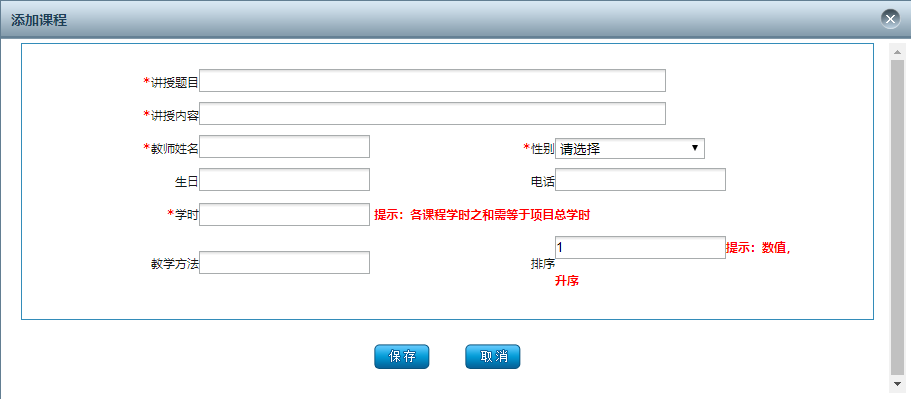 添加课程
*讲授题目
*讲授内容
*教师姓名 *性别 请选择
生日 电话
*学时 提示：各课程学时之和需等于项目总学时
教学方法 排序 1 提示：数值，
升序
保存 取消